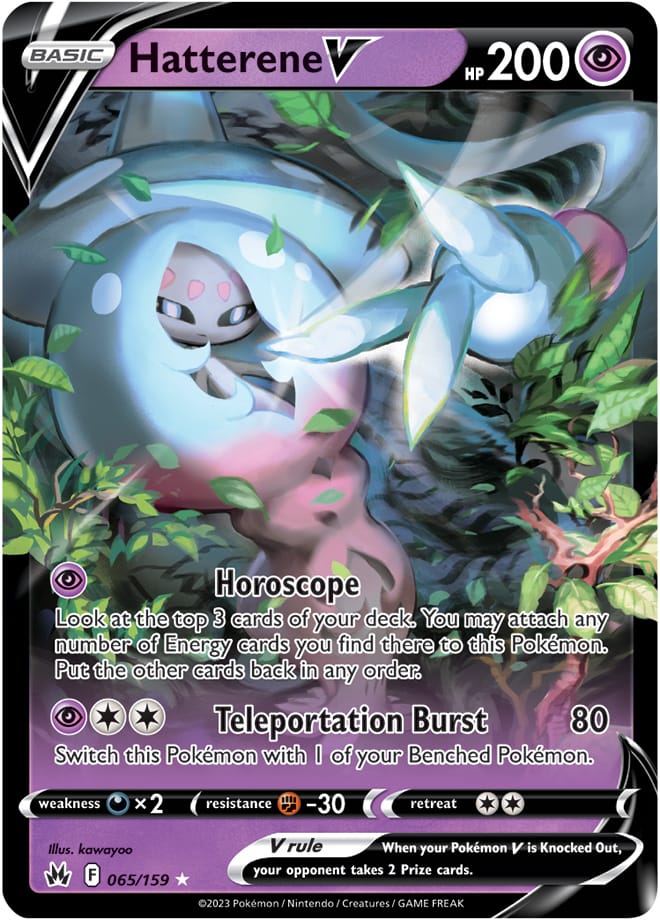 BASIC Hatterene V HP 200
Horoscope
Look at the top 3 cards of your deck. You may attach any
number of Energy cards you find there to this Pokémon.
Put the other cards back in any order.
Teleportation Burst 80
Switch this Pokémon with 1 of your Benched Pokémon.
weakness ×2 resistance -30 retreat
Illus. kawayoo
V rule When your Pokémon V is Knocked Out,
your opponent takes 2 Prize cards.
F 065/159
©2023 Pokémon / Nintendo / Creatures / GAME FREAK